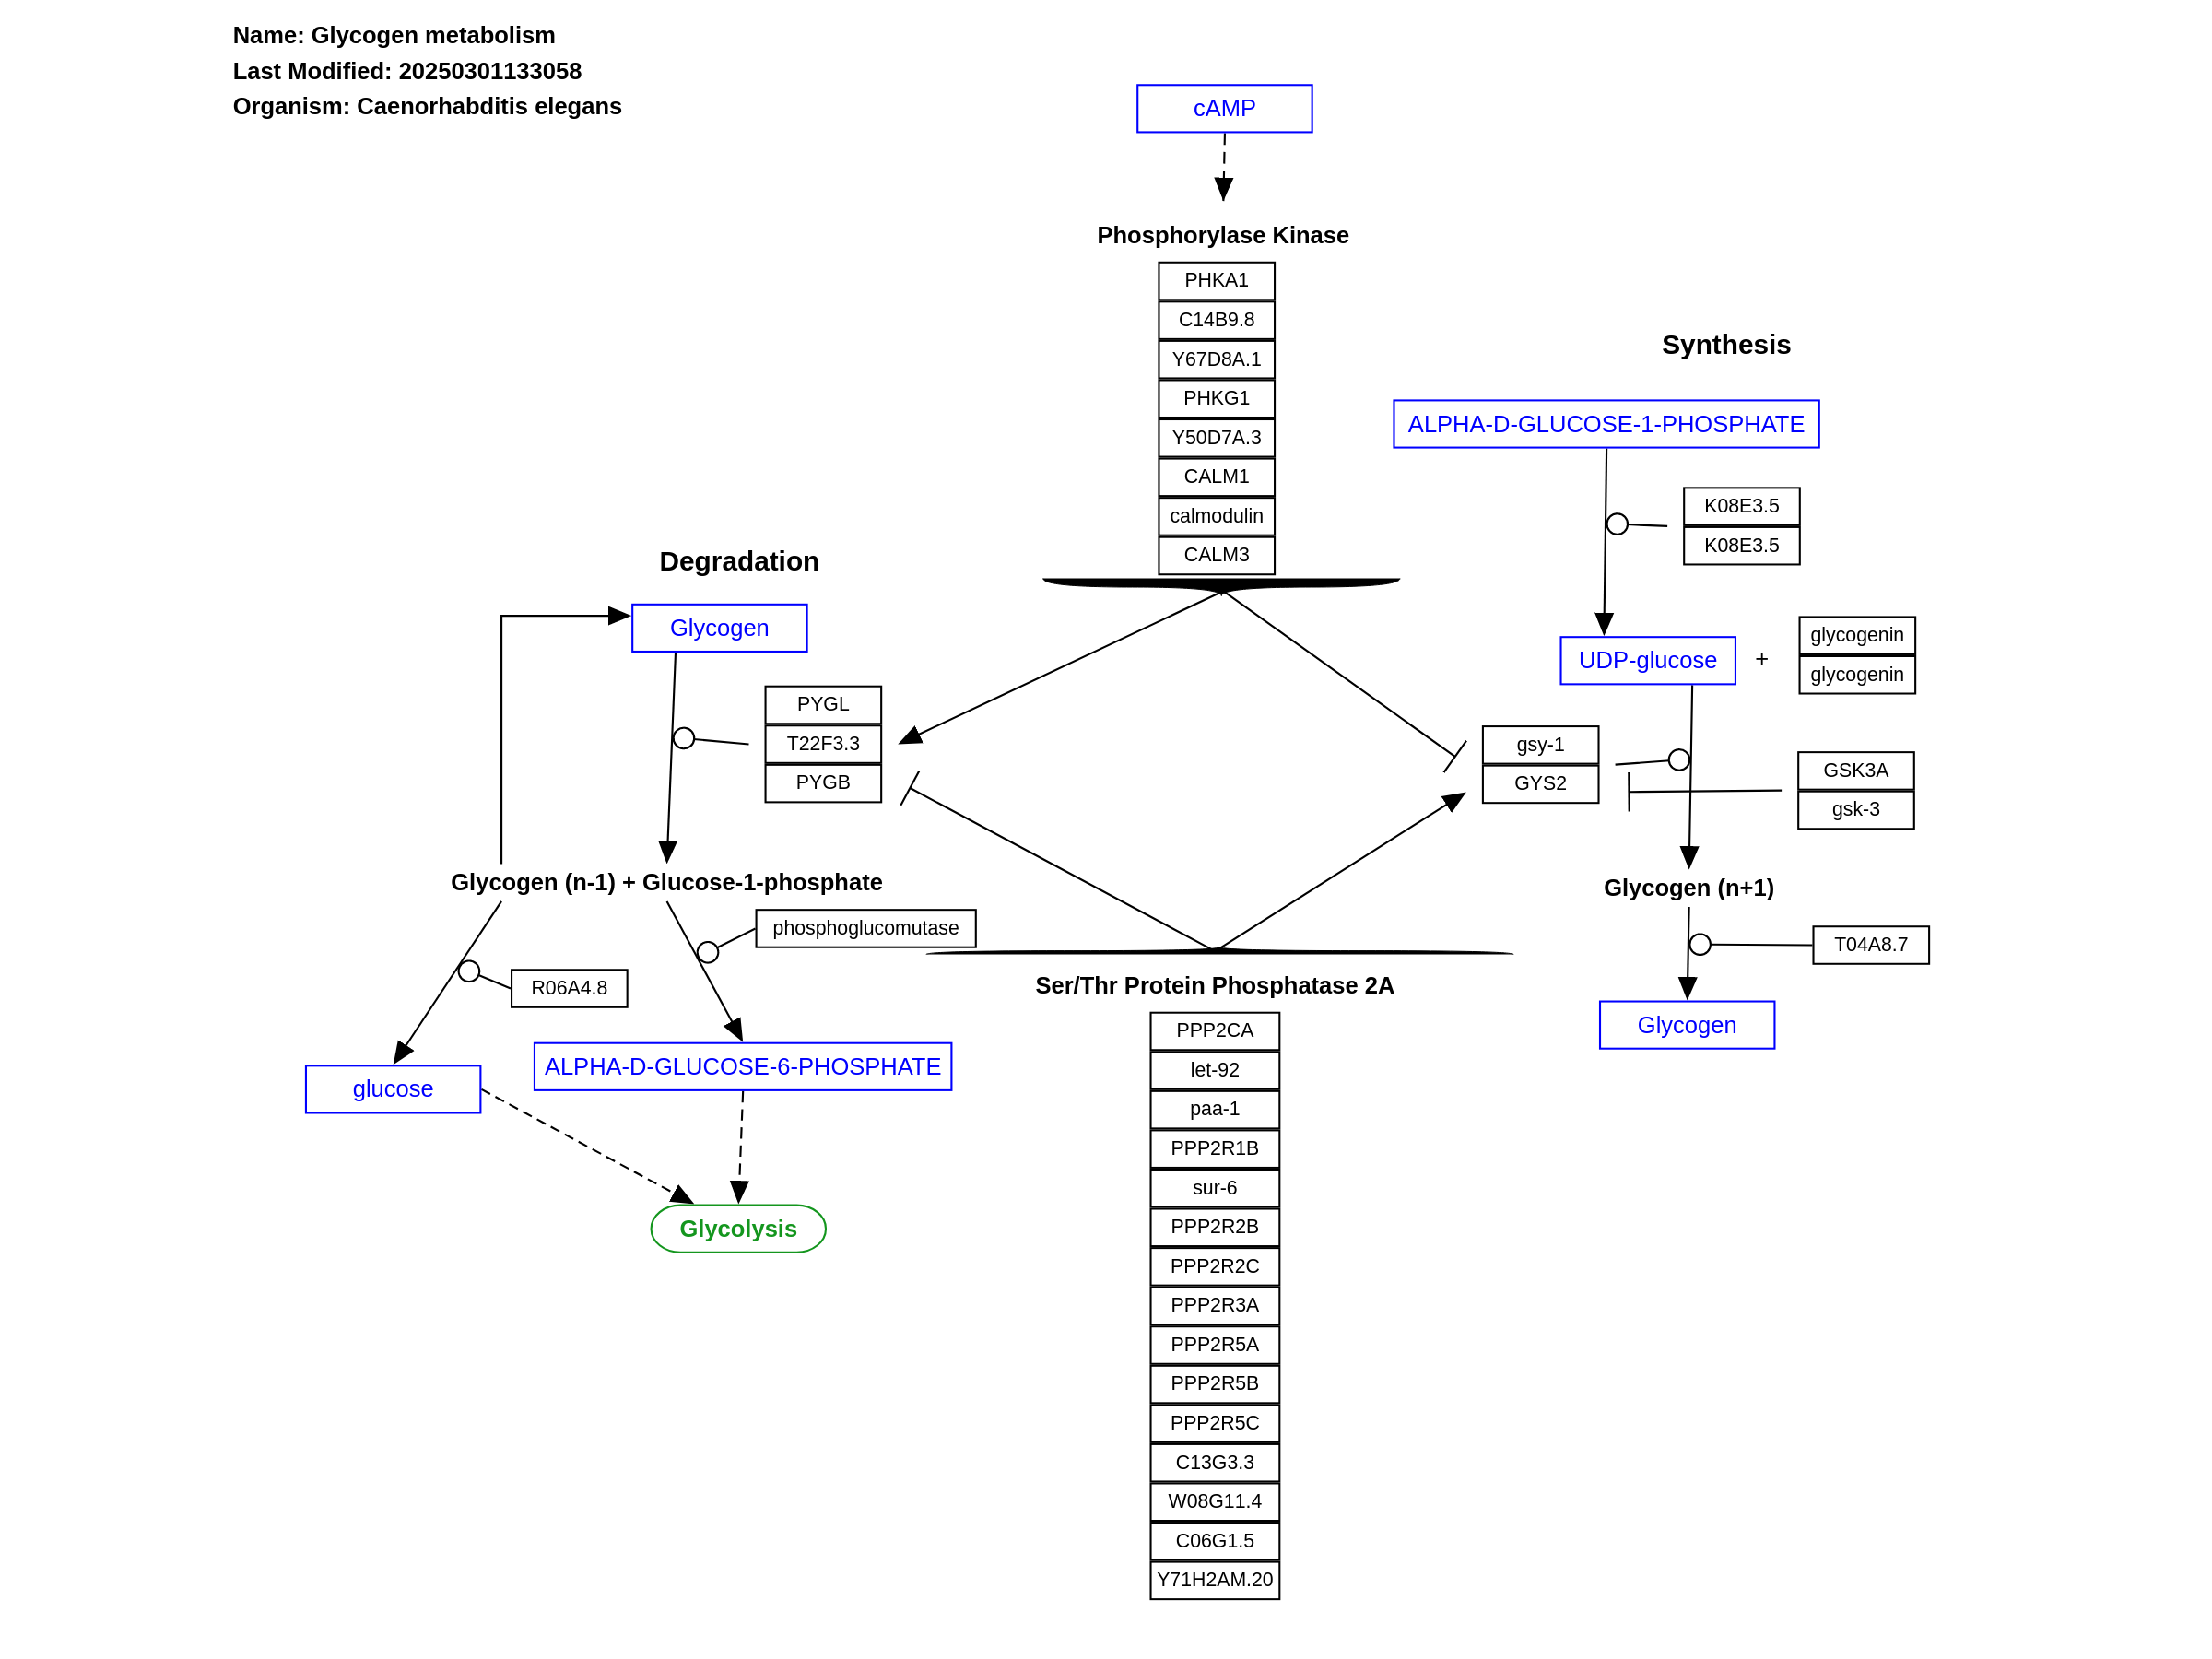 Name: Glycogen metabolism
Last Modified: 20250301133058
Organism: Caenorhabditis elegans
cAMP
Phosphorylase Kinase
PHKA1
C14B9.8
Y67D8A.1
PHKG1
Y50D7A.3
CALM1
calmodulin
CALM3
Synthesis
ALPHA-D-GLUCOSE-1-PHOSPHATE
K08E3.5
K08E3.5
UDP-glucose
+
glycogenin
glycogenin
gsy-1
GYS2
GSK3A
gsk-3
Glycogen (n+1)
T04A8.7
Glycogen
Degradation
Glycogen
PYGL
T22F3.3
PYGB
Glycogen (n-1) + Glucose-1-phosphate
phosphoglucomutase
R06A4.8
glucose
ALPHA-D-GLUCOSE-6-PHOSPHATE
Glycolysis
Ser/Thr Protein Phosphatase 2A
PPP2CA
let-92
paa-1
PPP2R1B
sur-6
PPP2R2B
PPP2R2C
PPP2R3A
PPP2R5A
PPP2R5B
PPP2R5C
C13G3.3
W08G11.4
C06G1.5
Y71H2AM.20